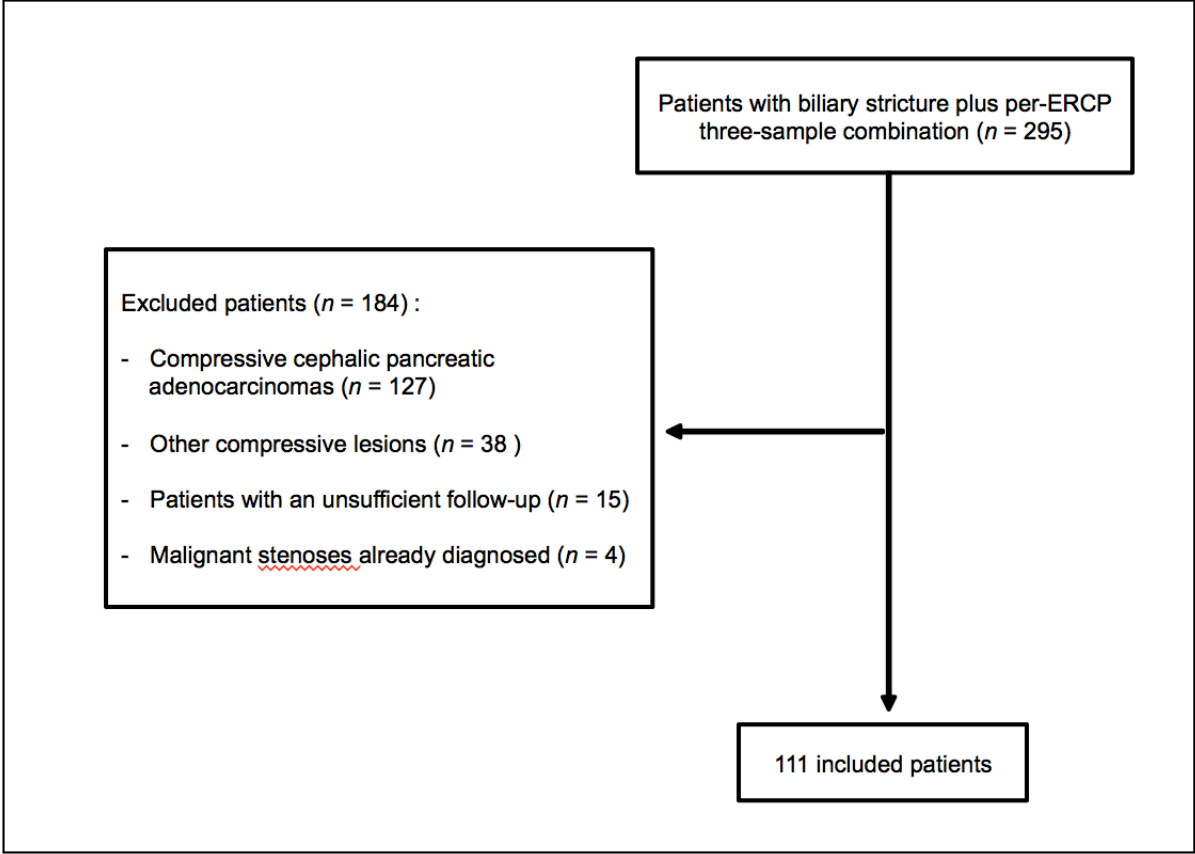 Patients with biliary stricture plus per-ERCP
three-sample combination (n = 295)
Excluded patients (n = 184) :
- Compressive cephalic pancreatic
adenocarcinomas (n = 127)
- Other compressive lesions (n = 38 )
- Patients with an unsufficient follow-up (n = 15)
- Malignant stenoses already diagnosed (n = 4)
111 included patients